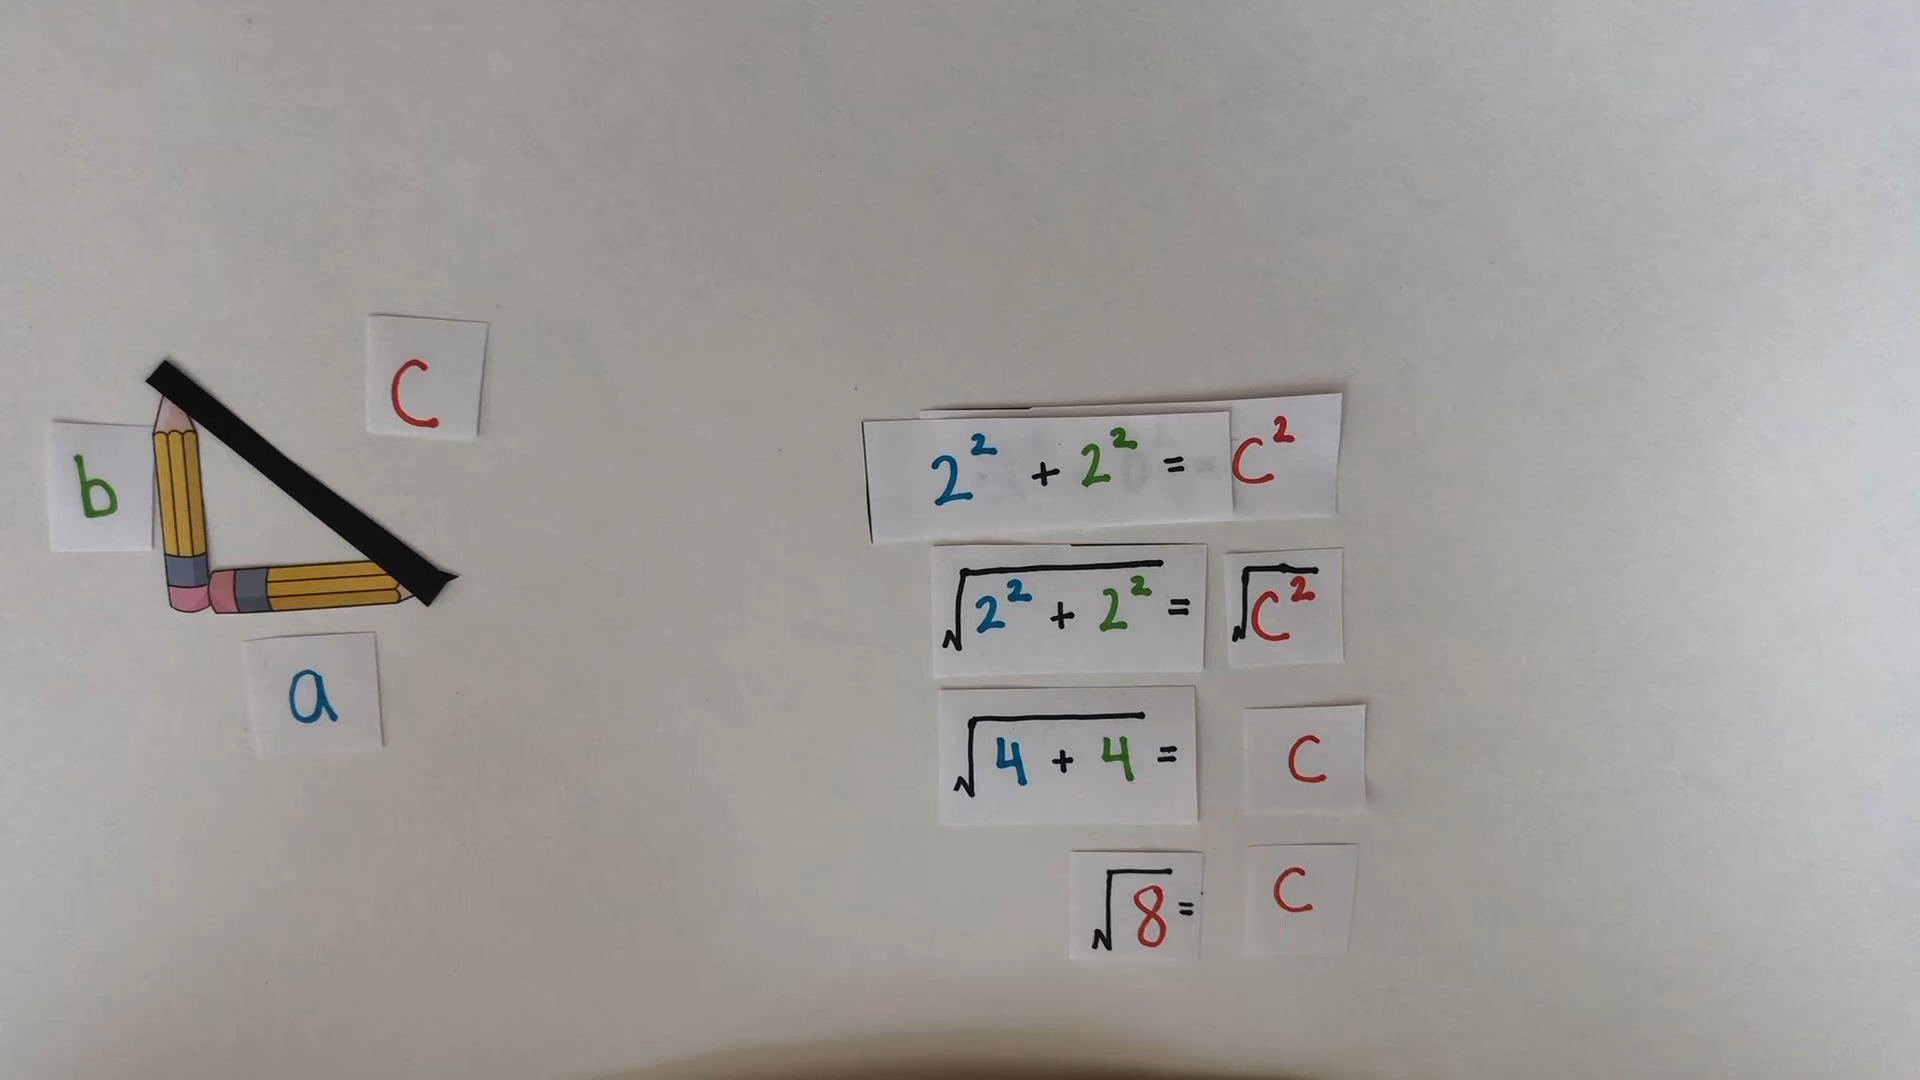 C
b
a
2² + 2² = C²
√2² + 2² = √C²
√4 + 4 = C
√8 = C